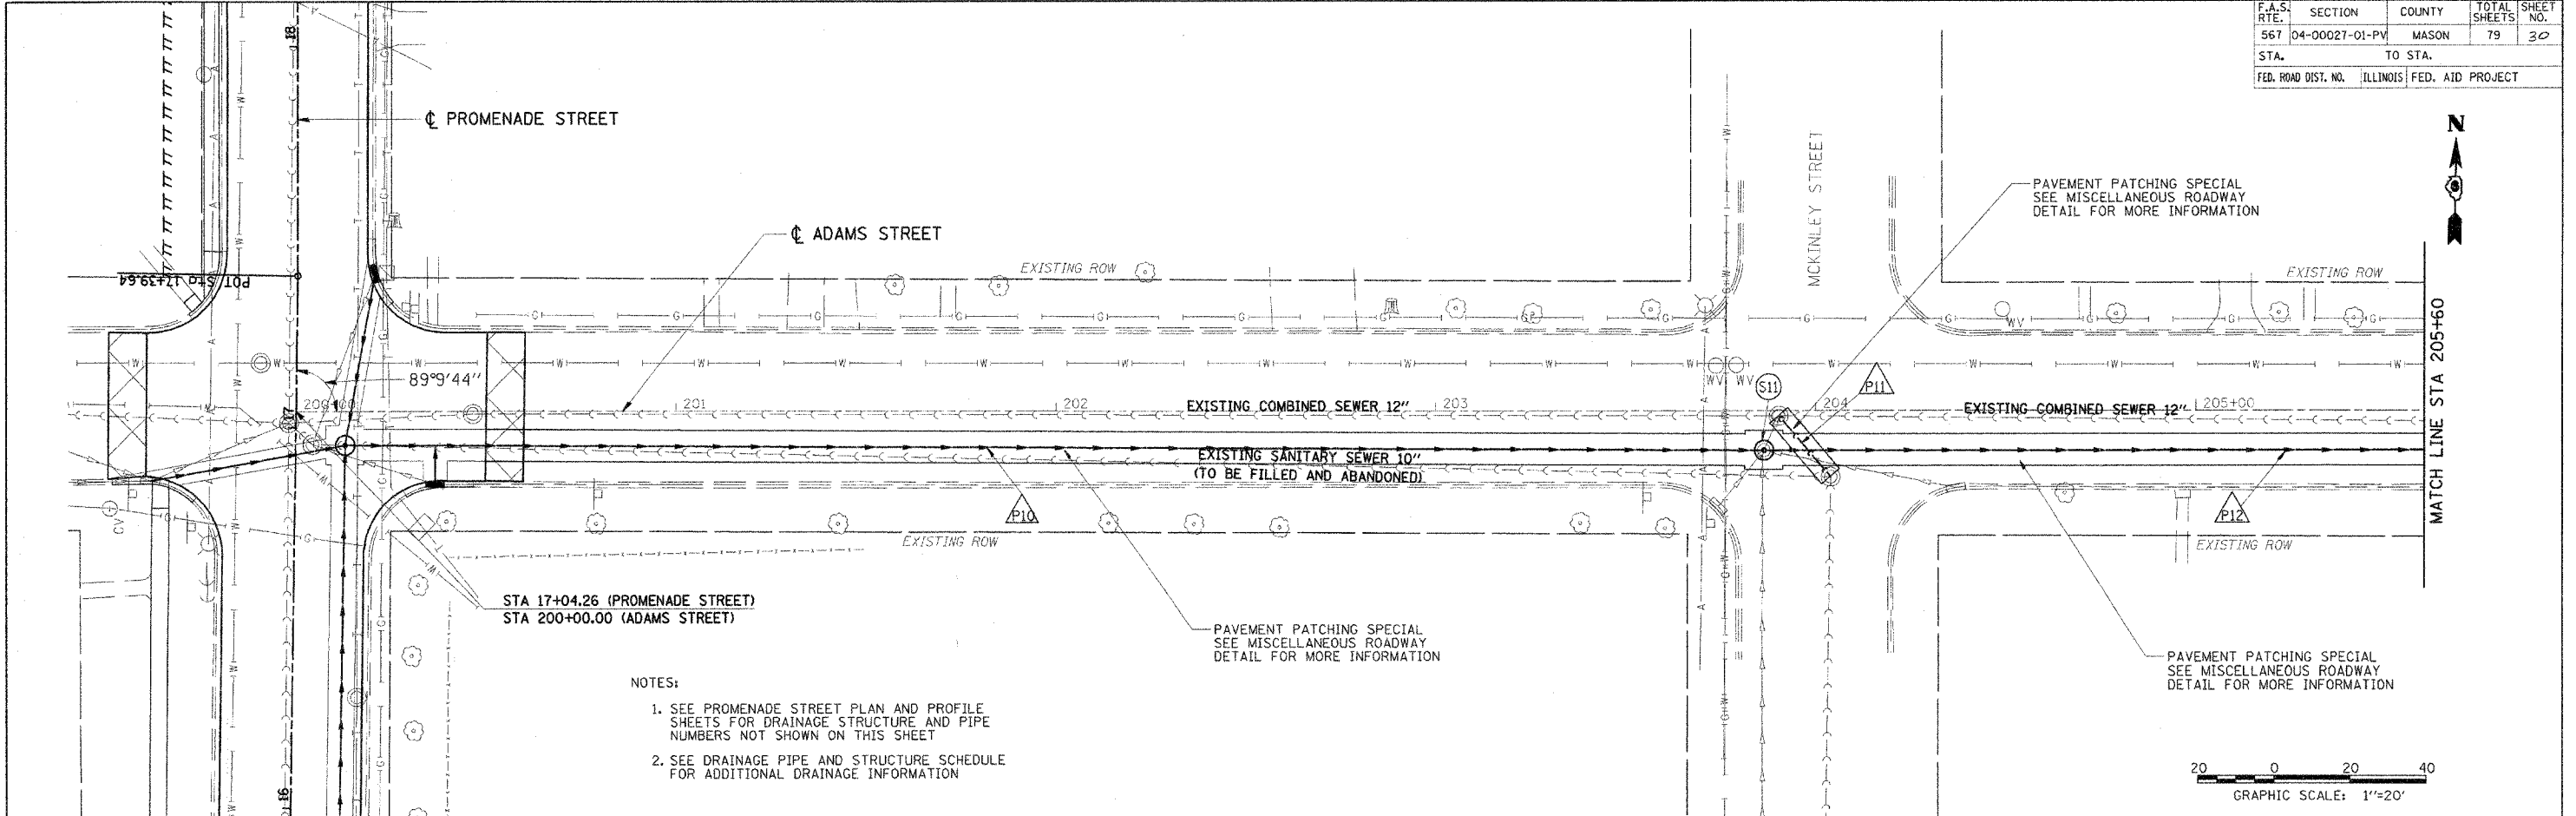 F.A.S. RTE. SECTION COUNTY TOTAL SHEETS SHEET NO.
567 04-00027-01-PV MASON 79 30
STA. TO STA.
FED. ROAD DIST. NO. ILLINOIS FED. AID PROJECT
N
18
℄ PROMENADE STREET
℄ ADAMS STREET
MCKINLEY STREET
PAVEMENT PATCHING SPECIAL
SEE MISCELLANEOUS ROADWAY
DETAIL FOR MORE INFORMATION
EXISTING ROW
EXISTING ROW
POT Sta 17+39.64
MATCH LINE STA 205+60
89°9'44''
WV
WV WV
S11
P11
17
200+00
201
202
EXISTING COMBINED SEWER 12''
203
204
EXISTING COMBINED SEWER 12''
205+00
EXISTING SANITARY SEWER 10''
(TO BE FILLED AND ABANDONED)
P10
P12
CV
EXISTING ROW
EXISTING ROW
STA 17+04.26 (PROMENADE STREET)
STA 200+00.00 (ADAMS STREET)
PAVEMENT PATCHING SPECIAL
SEE MISCELLANEOUS ROADWAY
DETAIL FOR MORE INFORMATION
PAVEMENT PATCHING SPECIAL
SEE MISCELLANEOUS ROADWAY
DETAIL FOR MORE INFORMATION
NOTES:
1. SEE PROMENADE STREET PLAN AND PROFILE
SHEETS FOR DRAINAGE STRUCTURE AND PIPE
NUMBERS NOT SHOWN ON THIS SHEET
2. SEE DRAINAGE PIPE AND STRUCTURE SCHEDULE
FOR ADDITIONAL DRAINAGE INFORMATION
16
20 0 20 40
GRAPHIC SCALE: 1''=20'